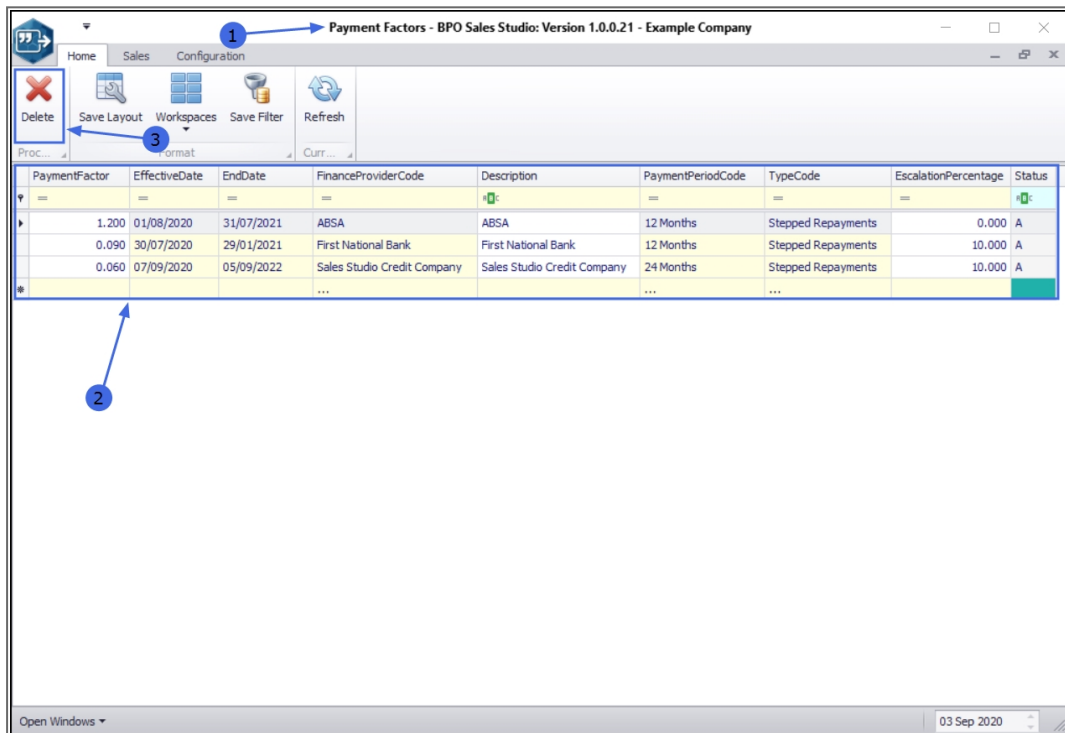 1
Payment Factors - BPO Sales Studio: Version 1.0.0.21 - Example Company
Home Sales Configuration
Delete Save Layout Workspaces Save Filter Refresh
3
Proc... Format Curr...
PaymentFactor EffectiveDate EndDate FinanceProviderCode Description PaymentPeriodCode TypeCode EscalationPercentage Status
= = = = ABC = = = ABC
1.200 01/08/2020 31/07/2021 ABSA ABSA 12 Months Stepped Repayments 0.000 A
0.090 30/07/2020 29/01/2021 First National Bank First National Bank 12 Months Stepped Repayments 10.000 A
0.060 07/09/2020 05/09/2022 Sales Studio Credit Company Sales Studio Credit Company 24 Months Stepped Repayments 10.000 A
... ... ...
2
Open Windows 03 Sep 2020